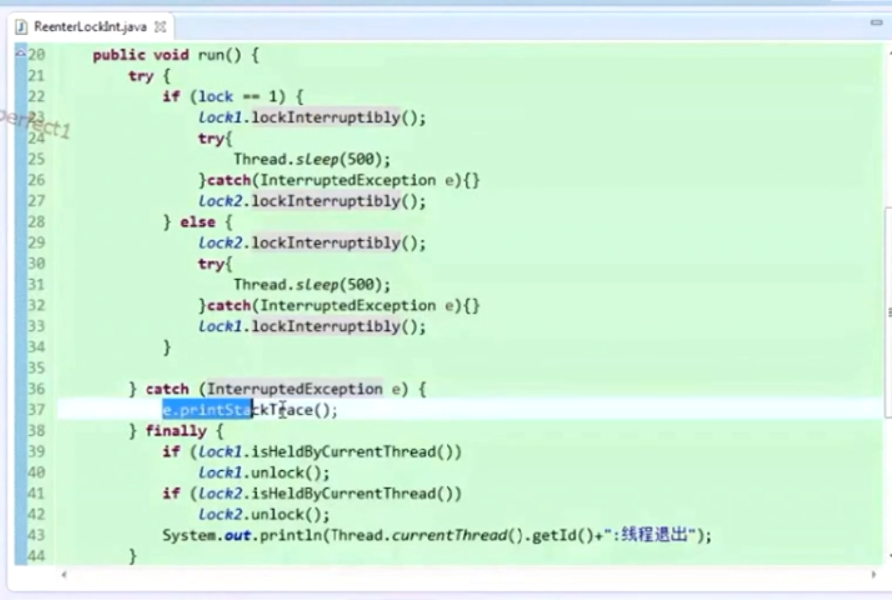 ReenterLockInt.java
20 public void run() {
21 try {
22 if (lock == 1) {
23 lock1.lockInterruptibly();
24 try{
25 Thread.sleep(500);
26 }catch(InterruptedException e){}
27 lock2.lockInterruptibly();
28 } else {
29 lock2.lockInterruptibly();
30 try{
31 Thread.sleep(500);
32 }catch(InterruptedException e){}
33 lock1.lockInterruptibly();
34 }
35
36 } catch (InterruptedException e) {
37 e.printStackTrace();
38 } finally {
39 if (lock1.isHeldByCurrentThread())
40 lock1.unlock();
41 if (lock2.isHeldByCurrentThread())
42 lock2.unlock();
43 System.out.println(Thread.currentThread().getId()+":线程退出");
44 }
perfect1